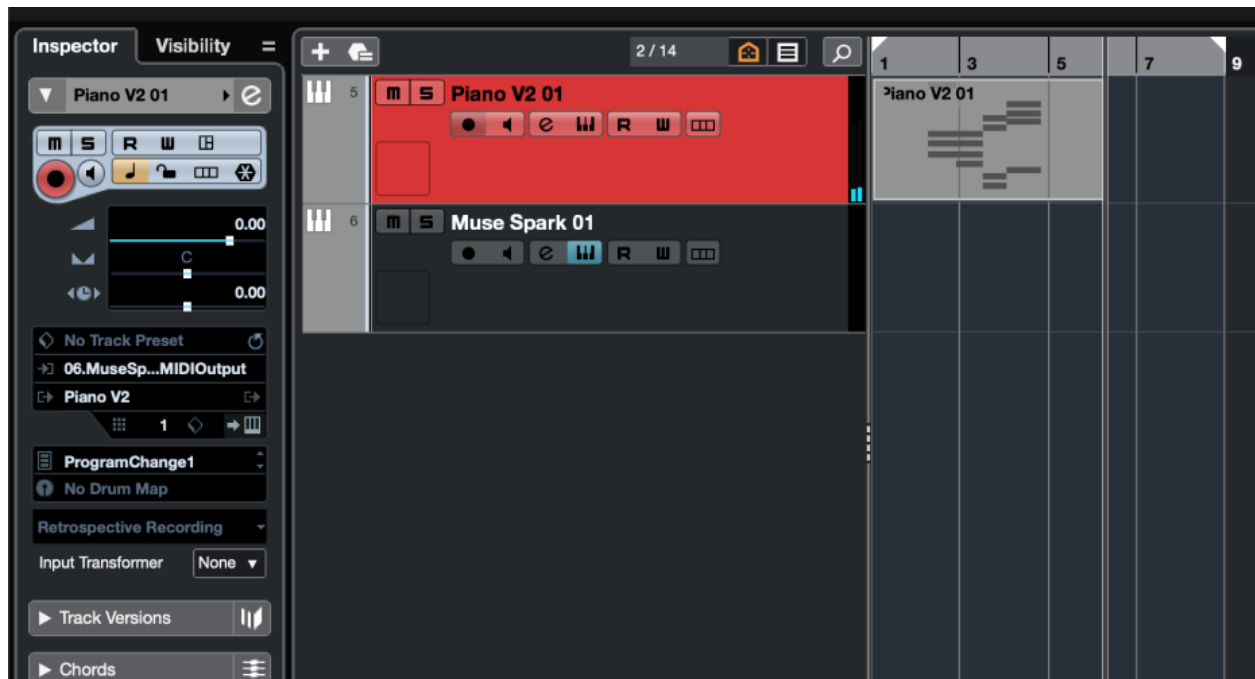 Inspector Visibility
2 / 14
1 3 5 7 9
Piano V2 01
m S R W
0.00
C
0.00
No Track Preset
06.MuseSp...MIDIOutput
Piano V2
1
ProgramChange1
No Drum Map
Retrospective Recording
Input Transformer None
Track Versions
Chords
5 m S Piano V2 01
e R W
6 m S Muse Spark 01
e R W
Piano V2 01